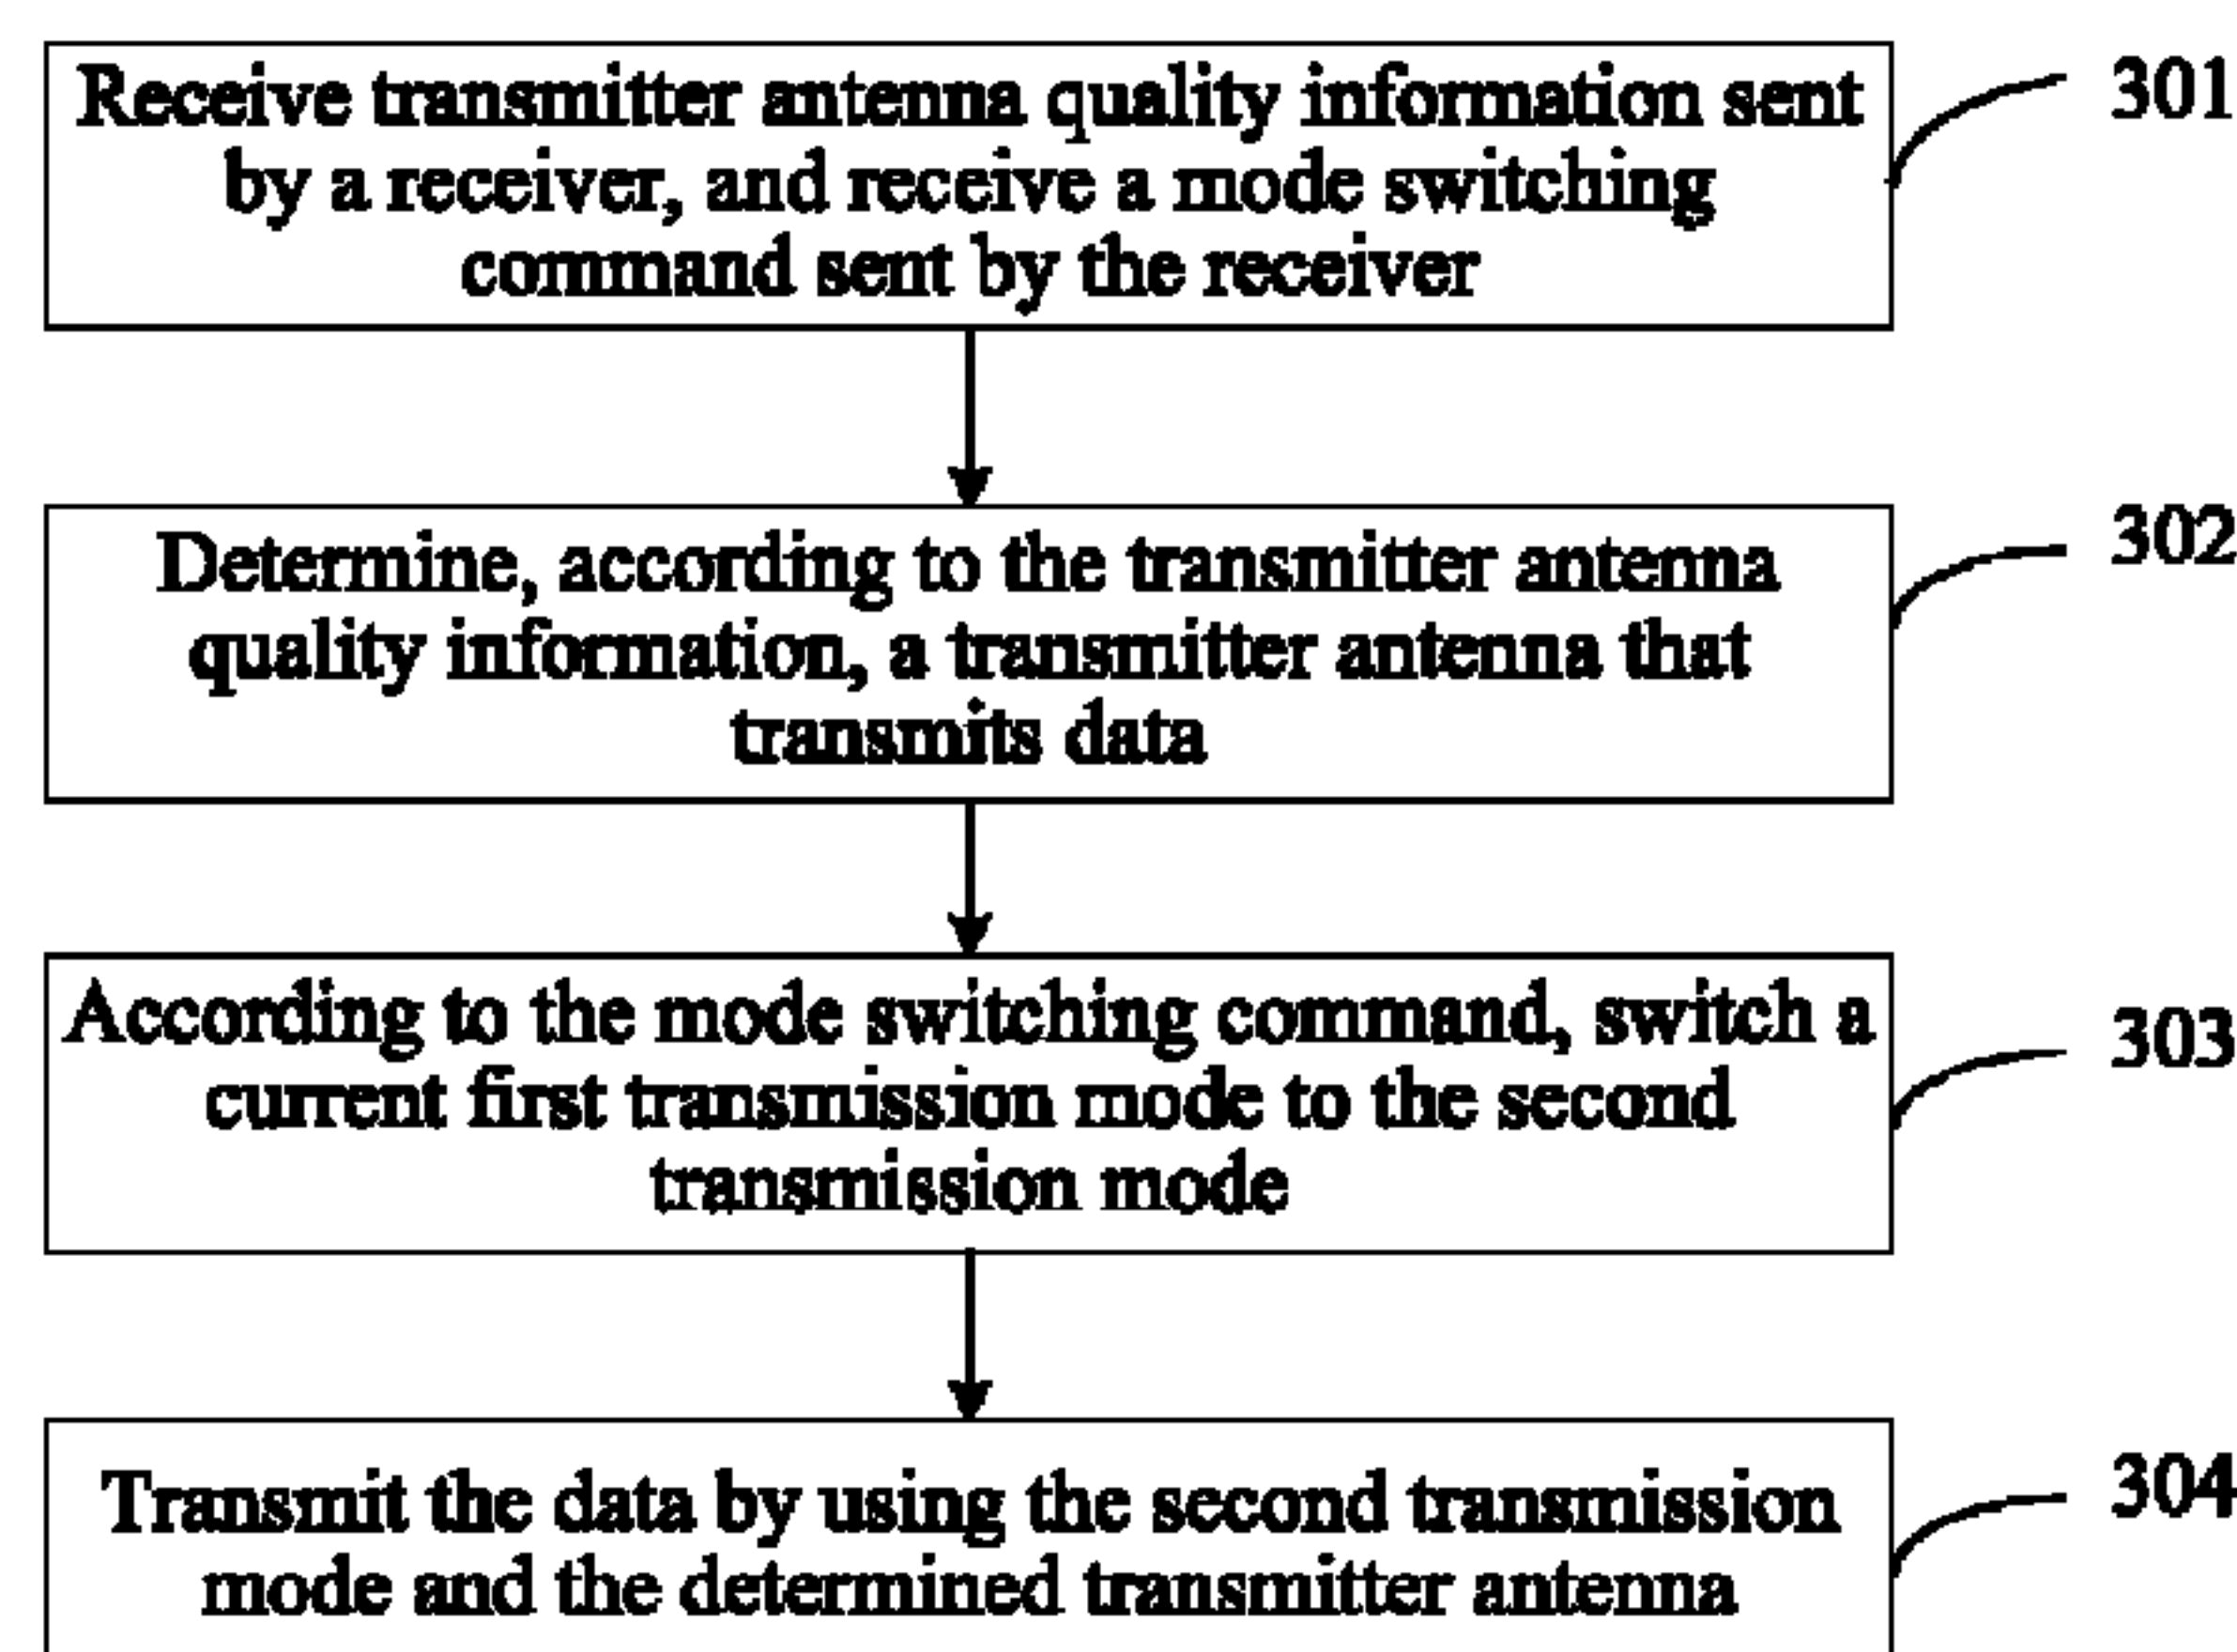 Receive transmitter antenna quality information sent
by a receiver, and receive a mode switching
command sent by the receiver
301
Determine, according to the transmitter antenna
quality information, a transmitter antenna that
transmits data
302
According to the mode switching command, switch a
current first transmission mode to the second
transmission mode
303
Transmit the data by using the second transmission
mode and the determined transmitter antenna
304